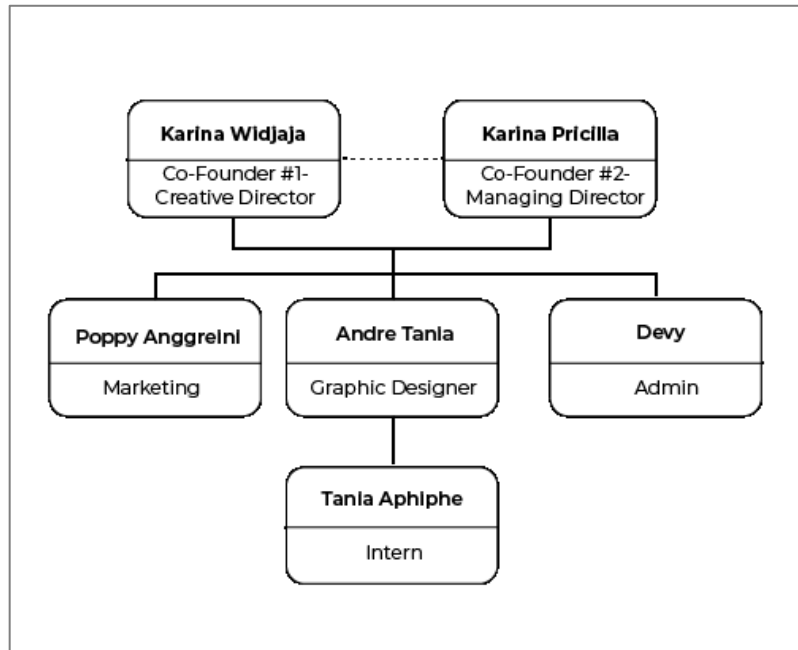 Karina Widjaja
Co-Founder #1-
Creative Director
Karina Pricilla
Co-Founder #2-
Managing Director
Poppy Anggreini
Marketing
Andre Tania
Graphic Designer
Devy
Admin
Tania Aphiphe
Intern